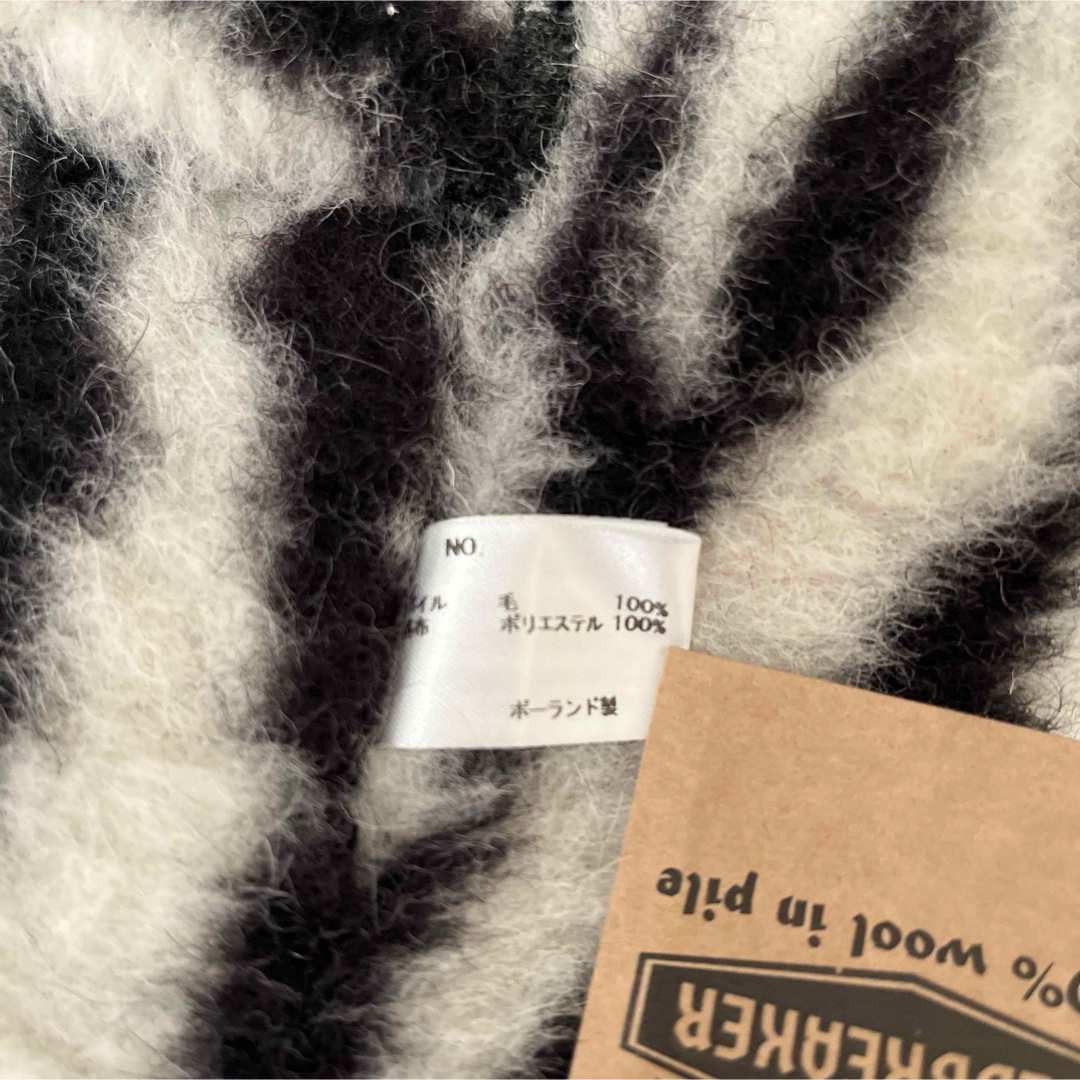 NO.
イル 毛 100%
布 ポリエステル 100%
ポーランド製
% wool in pile
BREAKER